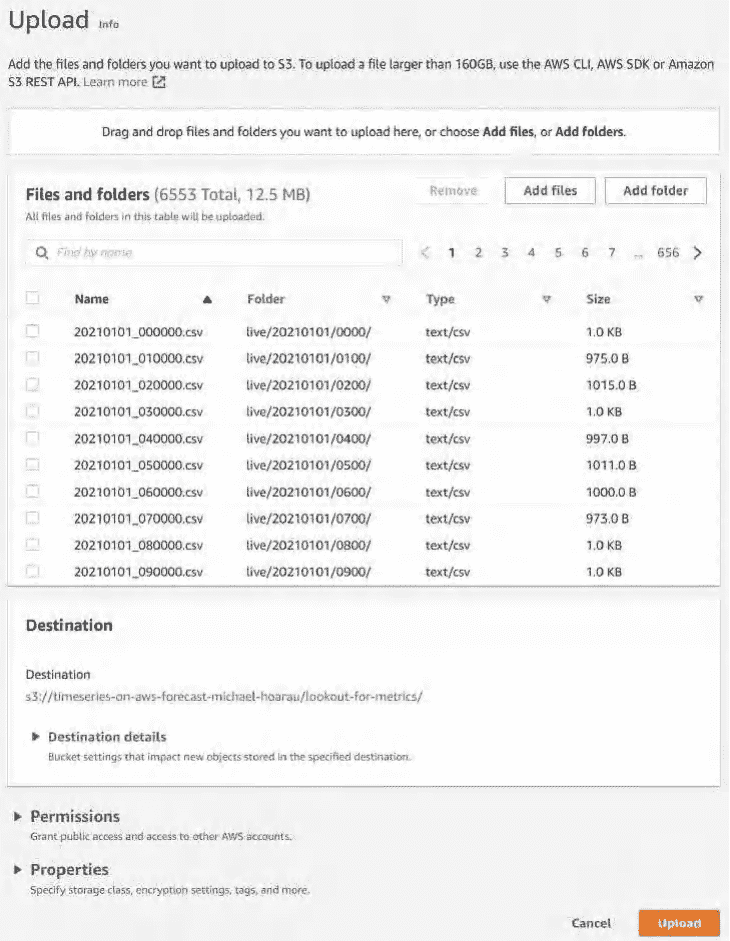 Upload Info
Add the files and folders you want to upload to S3. To upload a file larger than 160GB, use the AWS CLI, AWS SDK or Amazon
S3 REST API. Learn more
Drag and drop files and folders you want to upload here, or choose Add files, or Add folders.
Files and folders (6553 Total, 12.5 MB) Remove Add files Add folder
All files and folders in this table will be uploaded.
Find by name < 1 2 3 4 5 6 7 ... 656 >
Name Folder Type Size
20210101_000000.csv live/20210101/0000/ text/csv 1.0 KB
20210101_010000.csv live/20210101/0100/ text/csv 975.0 B
20210101_020000.csv live/20210101/0200/ text/csv 1015.0 B
20210101_030000.csv live/20210101/0300/ text/csv 1.0 KB
20210101_040000.csv live/20210101/0400/ text/csv 997.0 B
20210101_050000.csv live/20210101/0500/ text/csv 1011.0 B
20210101_060000.csv live/20210101/0600/ text/csv 1000.0 B
20210101_070000.csv live/20210101/0700/ text/csv 973.0 B
20210101_080000.csv live/20210101/0800/ text/csv 1.0 KB
20210101_090000.csv live/20210101/0900/ text/csv 1.0 KB
Destination
Destination
s3://timeseries-on-aws-forecast-michael-hoarau/lookout-for-metrics/
Destination details
Bucket settings that impact new objects stored in the specified destination.
Permissions
Grant public access and access to other AWS accounts.
Properties
Specify storage class, encryption settings, tags, and more.
Cancel Upload